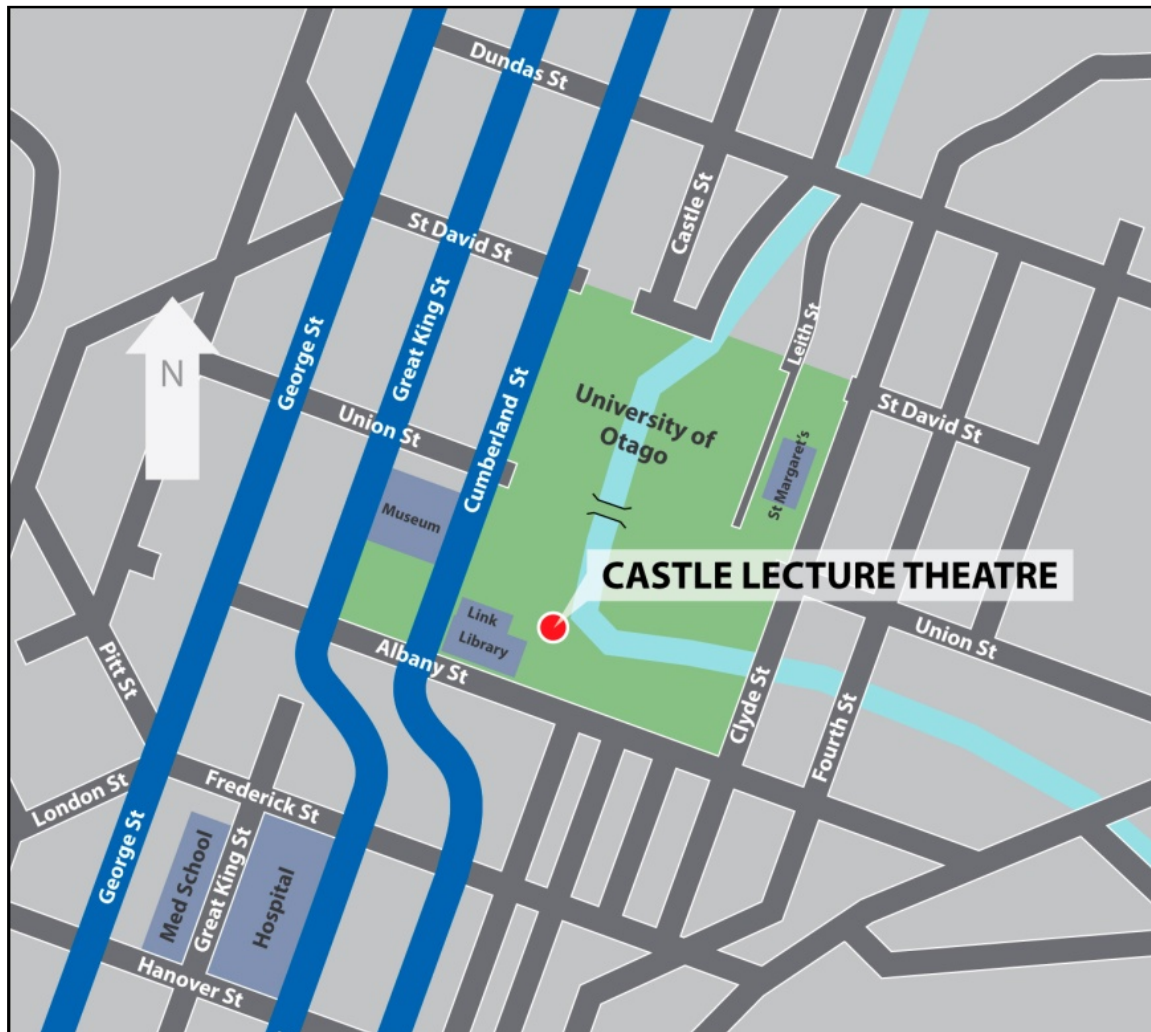 Dundas St
Castle St
St David St
Great King St
George St
Leith St
N
University of
Otago
Cumberland St
Union St
St David St
St Margaret's
Museum
CASTLE LECTURE THEATRE
Link
Library
Albany St
Union St
Clyde St
Fourth St
Pitt St
London St
Frederick St
George St
Med School
Great King St
Hospital
Hanover St